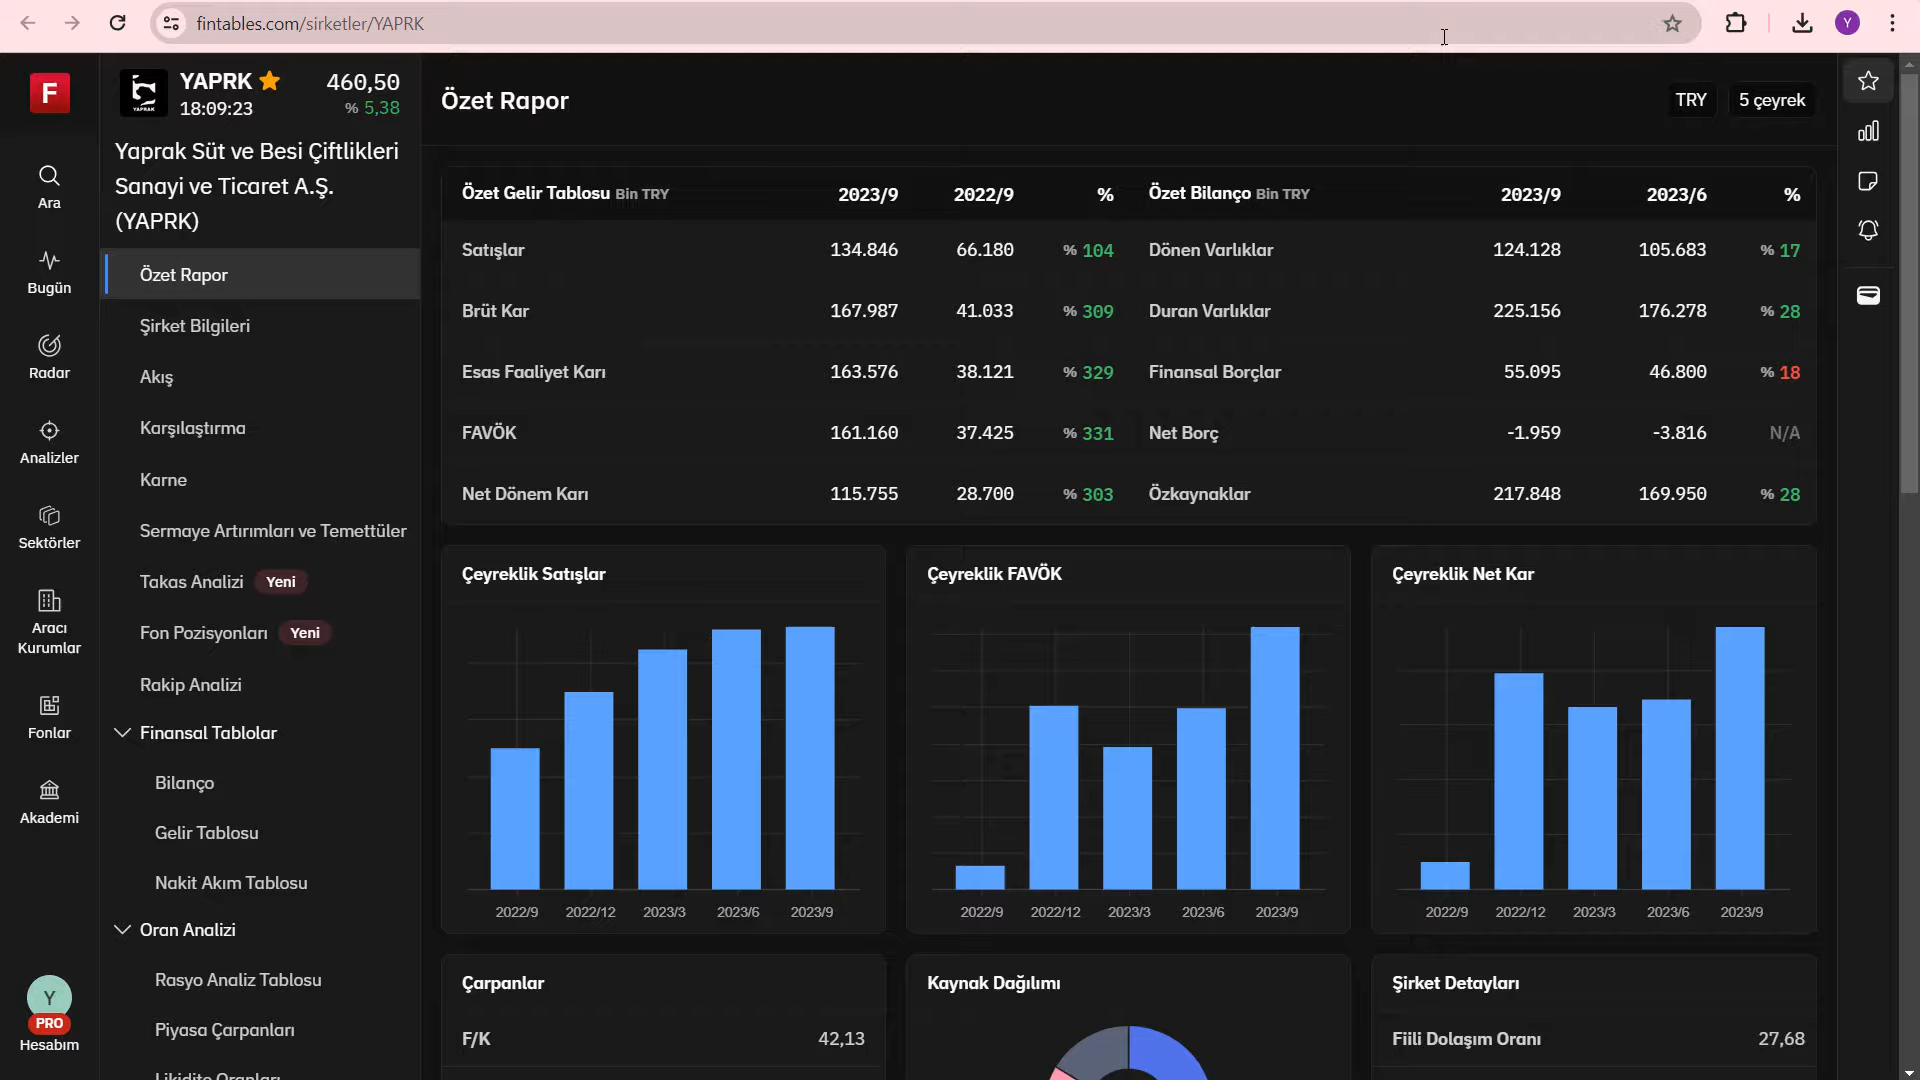 fintables.com/sirketler/YAPRK
Y
F
Ara
Bugün
Radar
Analizler
Sektörler
Aracı
Kurumlar
Fonlar
Akademi
Y
PRO
Hesabım
YAPRAK
YAPRK 460,50
18:09:23 % 5,38
Yaprak Süt ve Besi Çiftlikleri
Sanayi ve Ticaret A.Ş.
(YAPRK)
Özet Rapor
Şirket Bilgileri
Akış
Karşılaştırma
Karne
Sermaye Artırımları ve Temettüler
Takas Analizi Yeni
Fon Pozisyonları Yeni
Rakip Analizi
Finansal Tablolar
Bilanço
Gelir Tablosu
Nakit Akım Tablosu
Oran Analizi
Rasyo Analiz Tablosu
Piyasa Çarpanları
Likidite Oranları
Özet Rapor TRY 5 çeyrek
Özet Gelir Tablosu Bin TRY 2023/9 2022/9 %
Satışlar 134.846 66.180 % 104
Brüt Kar 167.987 41.033 % 309
Esas Faaliyet Karı 163.576 38.121 % 329
FAVÖK 161.160 37.425 % 331
Net Dönem Karı 115.755 28.700 % 303
Özet Bilanço Bin TRY 2023/9 2023/6 %
Dönen Varlıklar 124.128 105.683 % 17
Duran Varlıklar 225.156 176.278 % 28
Finansal Borçlar 55.095 46.800 % 18
Net Borç -1.959 -3.816 N/A
Özkaynaklar 217.848 169.950 % 28
Çeyreklik Satışlar
2022/9 2022/12 2023/3 2023/6 2023/9
Çeyreklik FAVÖK
2022/9 2022/12 2023/3 2023/6 2023/9
Çeyreklik Net Kar
2022/9 2022/12 2023/3 2023/6 2023/9
Çarpanlar
F/K 42,13
Kaynak Dağılımı
Şirket Detayları
Fiili Dolaşım Oranı 27,68